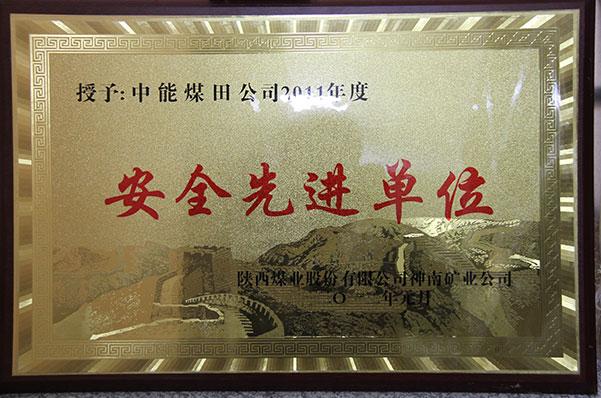 授予:中能煤田公司2011年度
安全先进单位
陕西煤业股份有限公司神南矿业公司
年元月